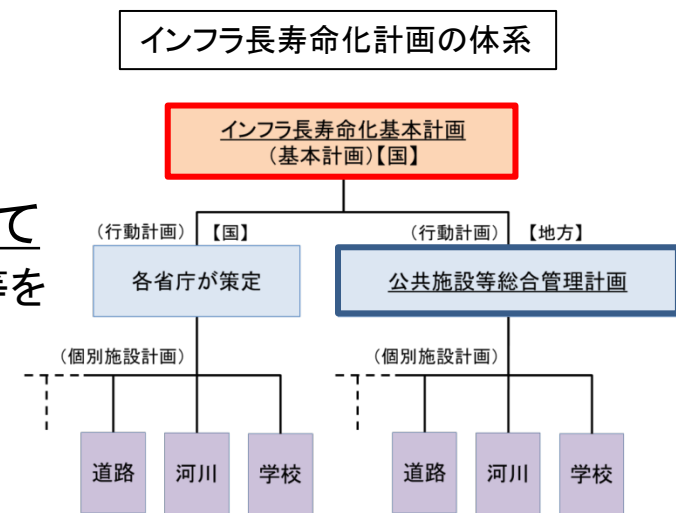 インフラ長寿命化計画の体系
インフラ長寿命化基本計画
(基本計画)【国】
て
等を
(行動計画) 【国】
各省庁が策定
(行動計画) 【地方】
公共施設等総合管理計画
(個別施設計画)
道路
河川
学校
(個別施設計画)
道路
河川
学校